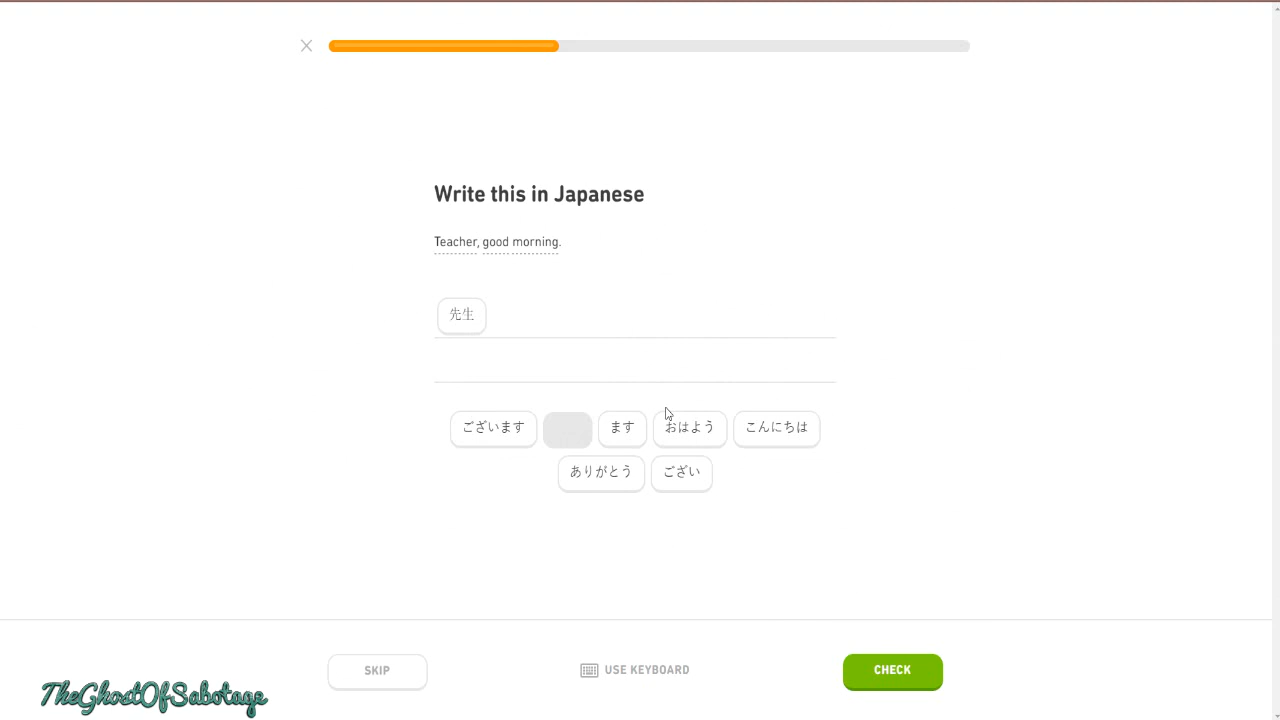 Write this in Japanese
Teacher, good morning.
先生
ございます ます おはよう こんにちは
ありがとう ござい
SKIP USE KEYBOARD CHECK
TheGhostOfSabotage